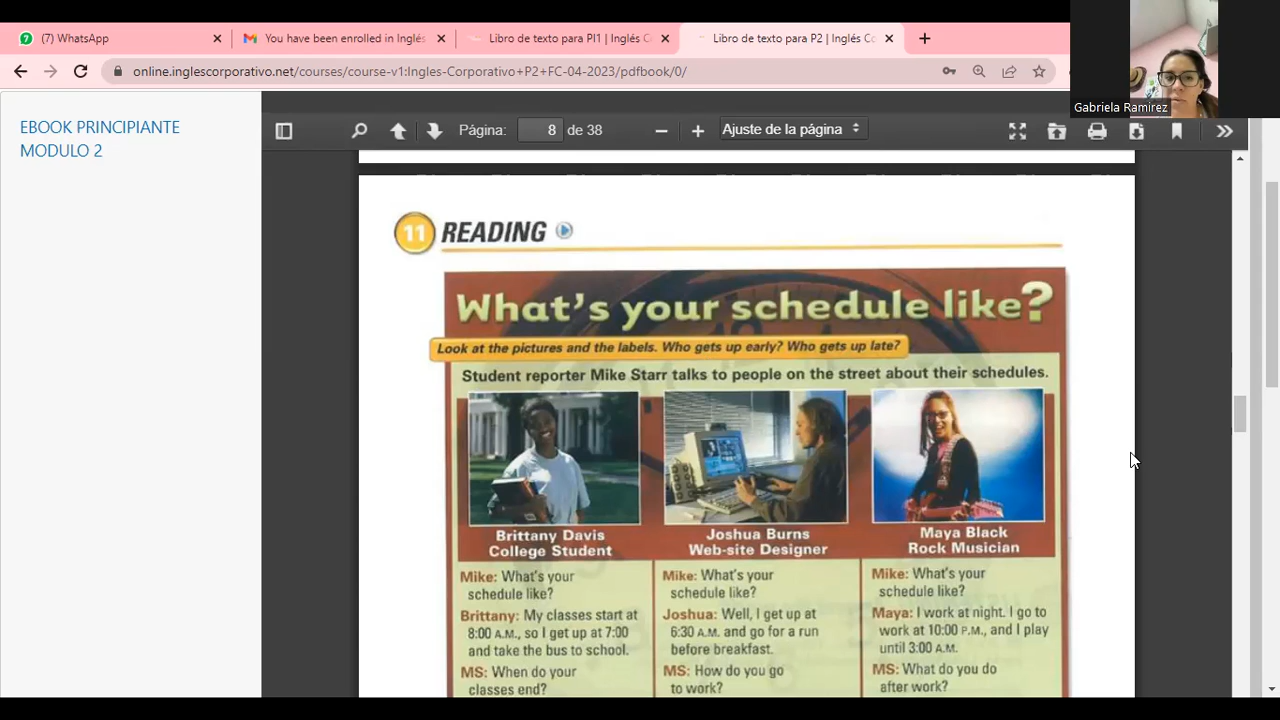 (7) WhatsApp
You have been enrolled in Inglés
Libro de texto para PI1 | Inglés C
Libro de texto para P2 | Inglés Co
online.inglescorporativo.net/courses/course-v1:Ingles-Corporativo+P2+FC-04-2023/pdfbook/0/
Gabriela Ramirez
EBOOK PRINCIPIANTE
MODULO 2
Página: 8 de 38
Ajuste de la página
11 READING
What's your schedule like?
Look at the pictures and the labels. Who gets up early? Who gets up late?
Student reporter Mike Starr talks to people on the street about their schedules.
Brittany Davis
College Student
Mike: What's your
schedule like?
Brittany: My classes start at
8:00 A.M., so I get up at 7:00
and take the bus to school.
MS: When do your
classes end?
Joshua Burns
Web-site Designer
Mike: What's your
schedule like?
Joshua: Well, I get up at
6:30 A.M. and go for a run
before breakfast.
MS: How do you go
to work?
Maya Black
Rock Musician
Mike: What's your
schedule like?
Maya: I work at night. I go to
work at 10:00 P.M., and I play
until 3:00 A.M.
MS: What do you do
after work?